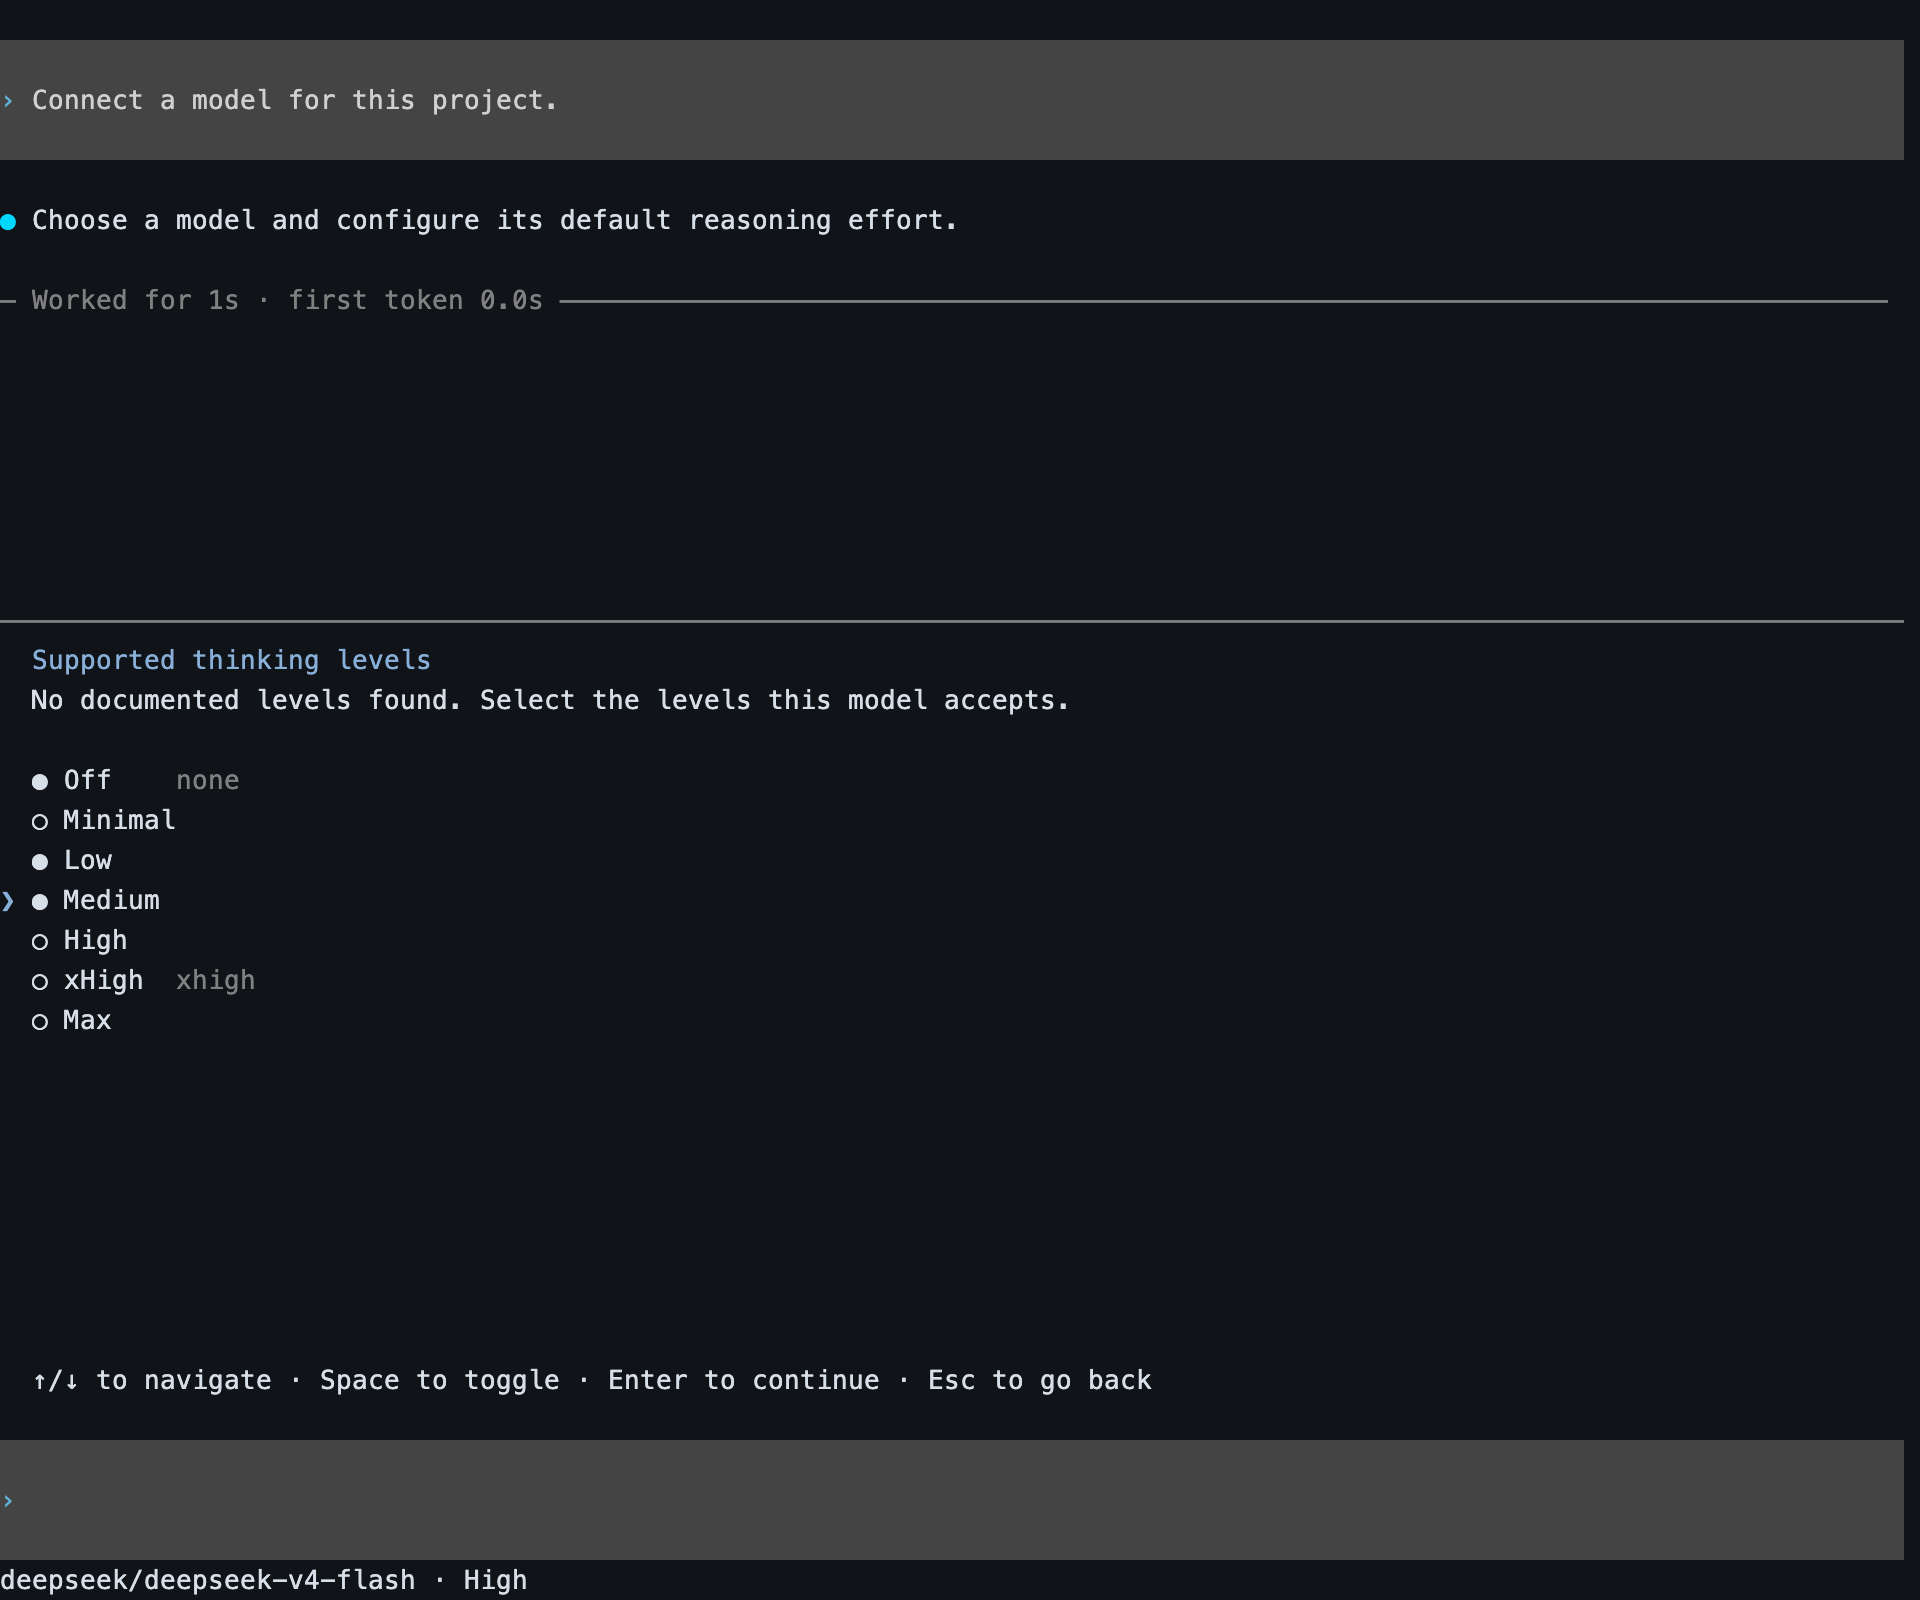 › Connect a model for this project.
● Choose a model and configure its default reasoning effort.
─ Worked for 1s · first token 0.0s ─
Supported thinking levels
No documented levels found. Select the levels this model accepts.
● Off none
○ Minimal
● Low
❯ ● Medium
○ High
○ xHigh xhigh
○ Max
↑/↓ to navigate · Space to toggle · Enter to continue · Esc to go back
›
deepseek/deepseek-v4-flash · High